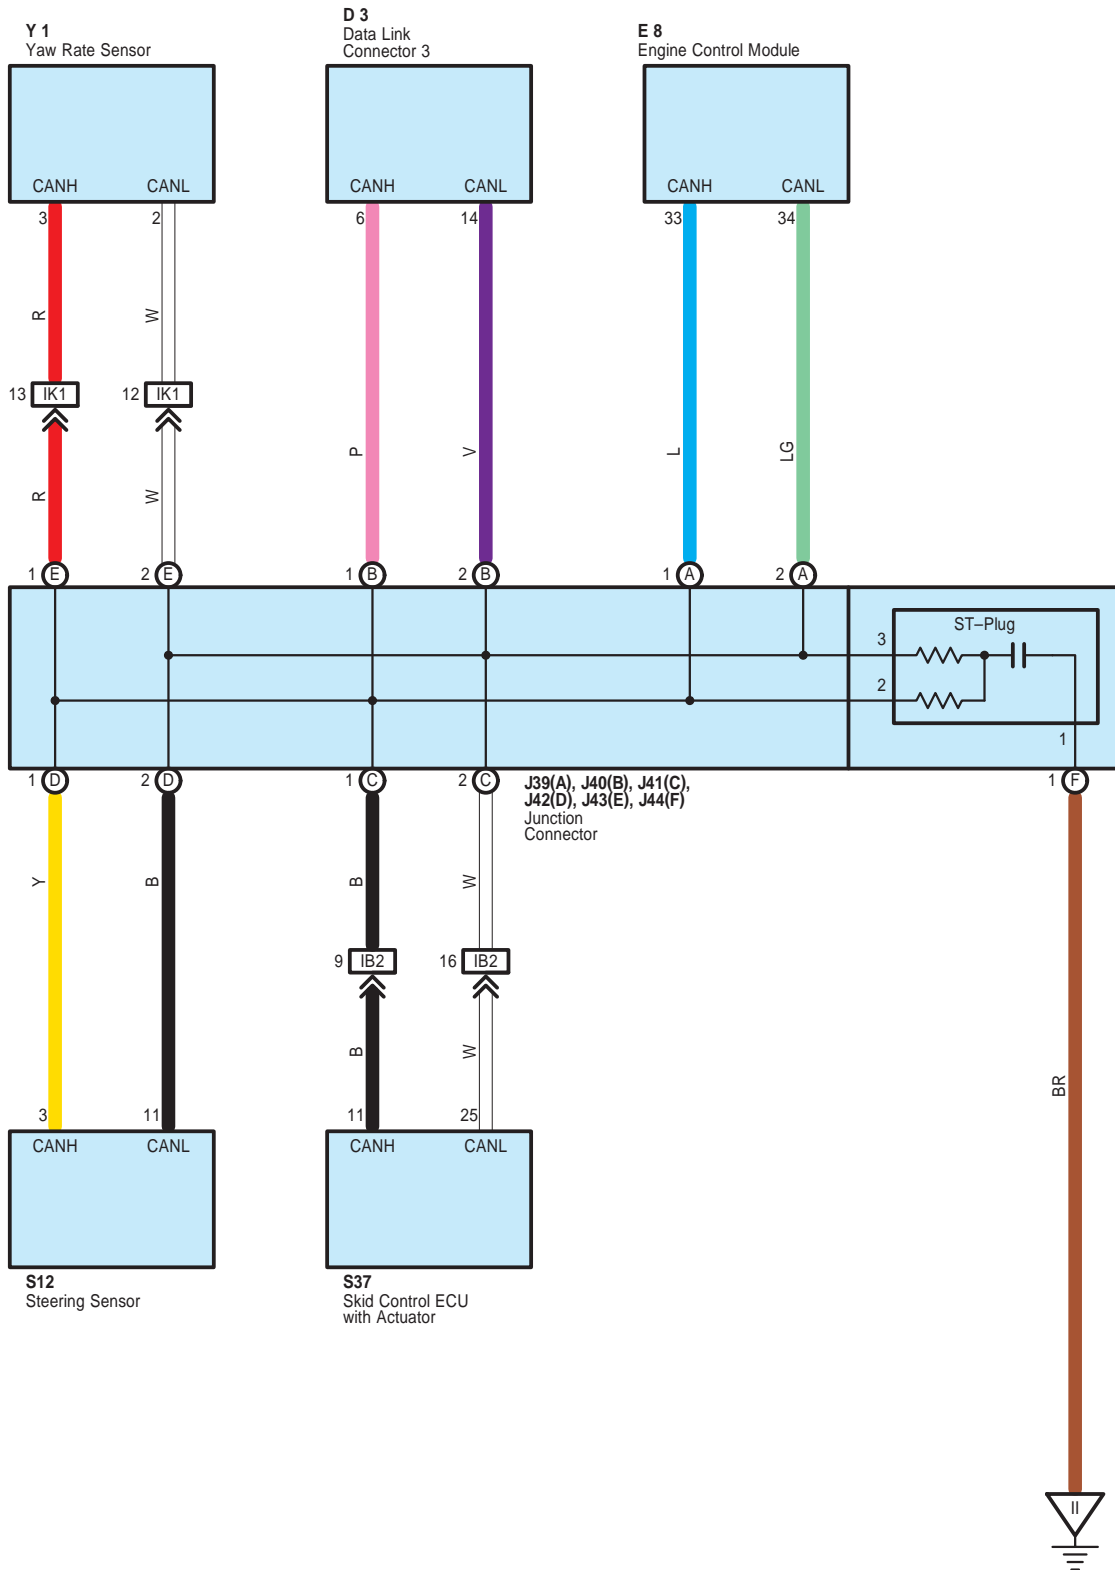 Y 1
Yaw Rate Sensor
D 3
Data Link
Connector 3
E 8
Engine Control Module
CANH CANL
CANH CANL
CANH CANL
3 2 6 14 33 34
R W
13 IK1 12 IK1
P V L LG
R W
1 E 2 E 1 B 2 B 1 A 2 A
ST–Plug
3
2
1
1 D 2 D 1 C 2 C
J39(A), J40(B), J41(C),
J42(D), J43(E), J44(F)
Junction
Connector
1 F
Y B B W
9 IB2 16 IB2
B W
BR
3 11 11 25
CANH CANL
CANH CANL
S12
Steering Sensor
S37
Skid Control ECU
with Actuator
II